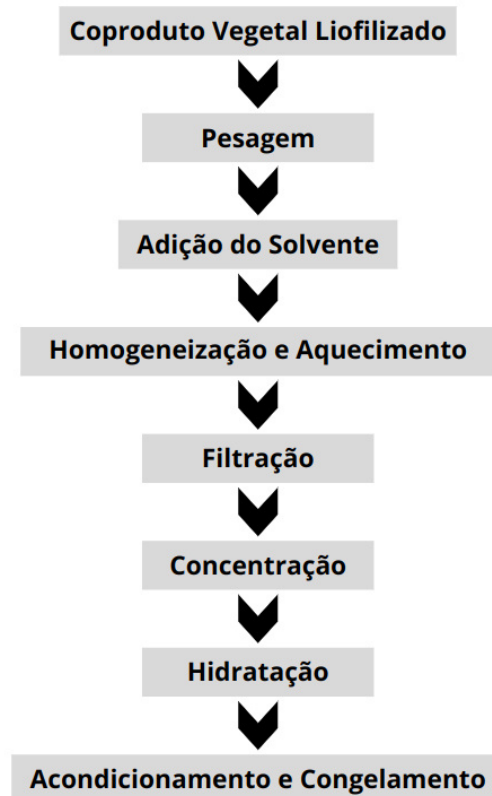 Coproduto Vegetal Liofilizado
Pesagem
Adição do Solvente
Homogeneização e Aquecimento
Filtração
Concentração
Hidratação
Acondicionamento e Congelamento